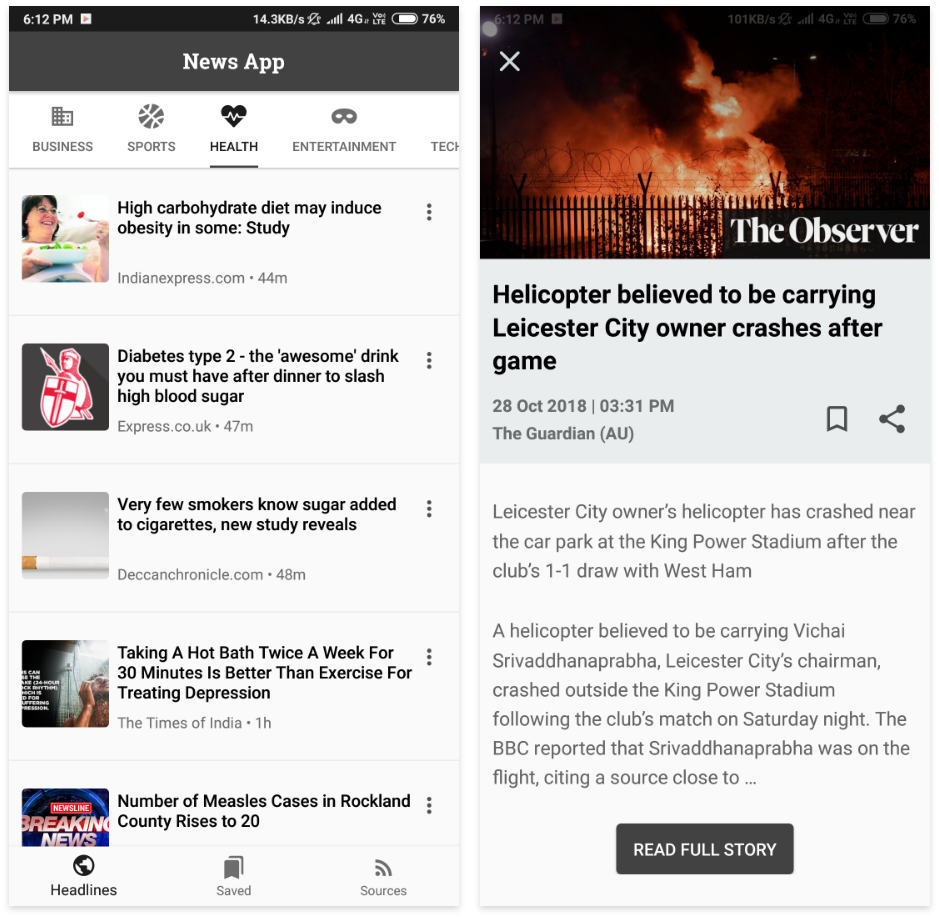 6:12 PM 14.3KB/s 4G VoLTE 76%
News App
BUSINESS SPORTS HEALTH ENTERTAINMENT TECH
High carbohydrate diet may induce
obesity in some: Study
Indianexpress.com • 44m
Diabetes type 2 - the 'awesome' drink
you must have after dinner to slash
high blood sugar
Express.co.uk • 47m
Very few smokers know sugar added
to cigarettes, new study reveals
Deccanchronicle.com • 48m
Taking A Hot Bath Twice A Week For
30 Minutes Is Better Than Exercise For
Treating Depression
The Times of India • 1h
NEWSLINE
BREAKING
NEWS
Number of Measles Cases in Rockland
County Rises to 20
Headlines Saved Sources
6:12 PM 101KB/s 4G VoLTE 76%
The Observer
Helicopter believed to be carrying
Leicester City owner crashes after
game
28 Oct 2018 | 03:31 PM
The Guardian (AU)
Leicester City owner’s helicopter has crashed near
the car park at the King Power Stadium after the
club’s 1-1 draw with West Ham
A helicopter believed to be carrying Vichai
Srivaddhanaprabha, Leicester City’s chairman,
crashed outside the King Power Stadium
following the club’s match on Saturday night. The
BBC reported that Srivaddhanaprabha was on the
flight, citing a source close to …
READ FULL STORY